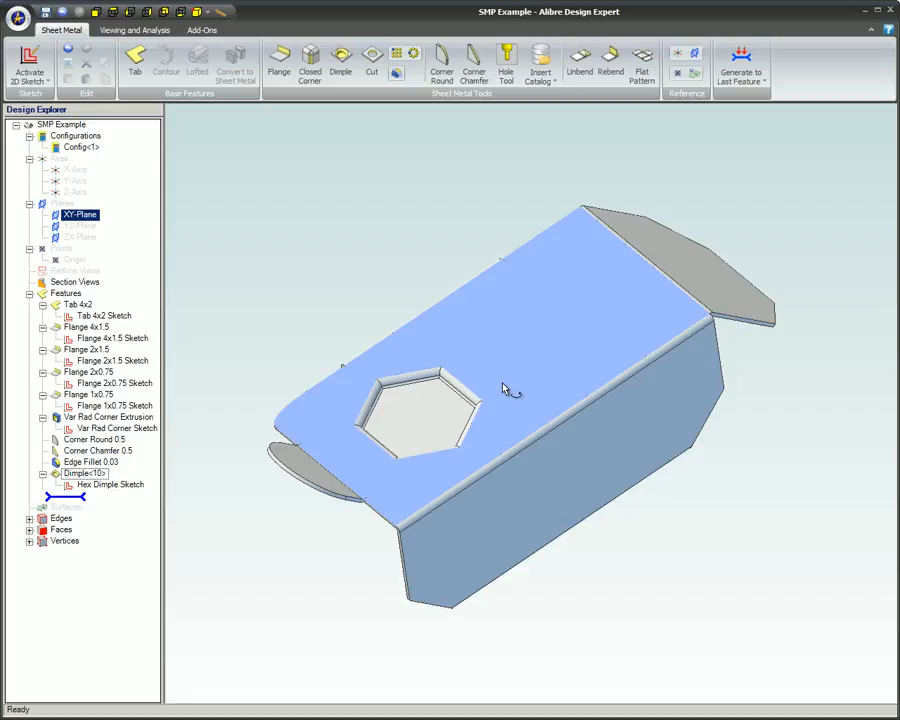 SMP Example - Alibre Design Expert
Sheet Metal
Viewing and Analysis
Add-Ons
Activate
2D Sketch
Sketch
Edit
Tab
Contour
Lofted
Convert to
Sheet Metal
Base Features
Flange
Closed
Corner
Dimple
Cut
Corner
Round
Corner
Chamfer
Hole
Tool
Insert
Catalog
Unbend
Rebend
Flat
Pattern
Sheet Metal Tools
Reference
Generate to
Last Feature
Design Explorer
SMP Example
Configurations
Config<1>
Axes
X-Axis
Y-Axis
Z-Axis
Planes
XY-Plane
YZ-Plane
ZX-Plane
Points
Origin
Redline Views
Section Views
Features
Tab 4x2
Tab 4x2 Sketch
Flange 4x1.5
Flange 4x1.5 Sketch
Flange 2x1.5
Flange 2x1.5 Sketch
Flange 2x0.75
Flange 2x0.75 Sketch
Flange 1x0.75
Flange 1x0.75 Sketch
Var Rad Corner Extrusion
Var Rad Corner Sketch
Corner Round 0.5
Corner Chamfer 0.5
Edge Fillet 0.03
Dimple<10>
Hex Dimple Sketch
Surfaces
Edges
Faces
Vertices
Ready